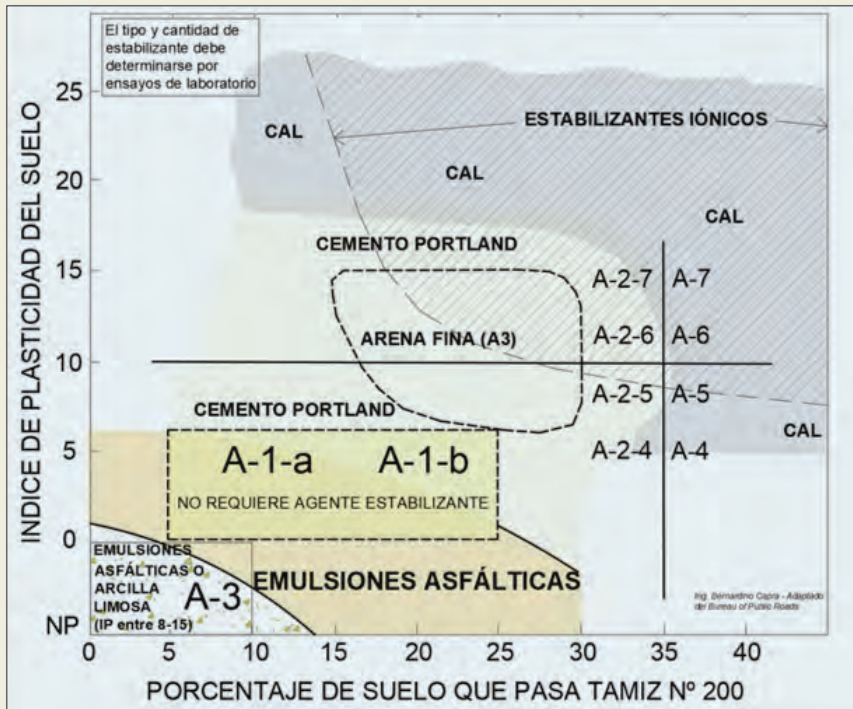 El tipo y cantidad de
estabilizante debe
determinarse por
ensayos de laboratorio
INDICE DE PLASTICIDAD DEL SUELO
25
20
15
10
5
0
NP
CAL
ESTABILIZANTES IÓNICOS
CAL
CAL
CEMENTO PORTLAND
A-2-7 A-7
ARENA FINA (A3)
A-2-6 A-6
A-2-5 A-5
CEMENTO PORTLAND
CAL
A-2-4 A-4
A-1-a A-1-b
NO REQUIERE AGENTE ESTABILIZANTE
EMULSIONES
ASFÁLTICAS O
ARCILLA
LIMOSA
(IP entre 8-15)
A-3
EMULSIONES ASFÁLTICAS
Ing. Bernardino Capra - Adaptado
del Bureau of Public Roads
0 5 10 15 20 25 30 35 40
PORCENTAJE DE SUELO QUE PASA TAMIZ Nº 200